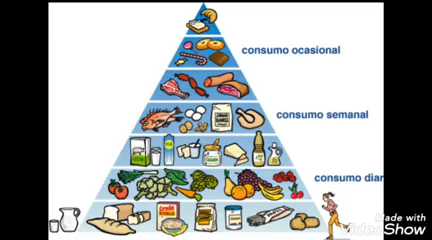 consumo ocasional
consumo semanal
consumo diar
Made with
VideoShow